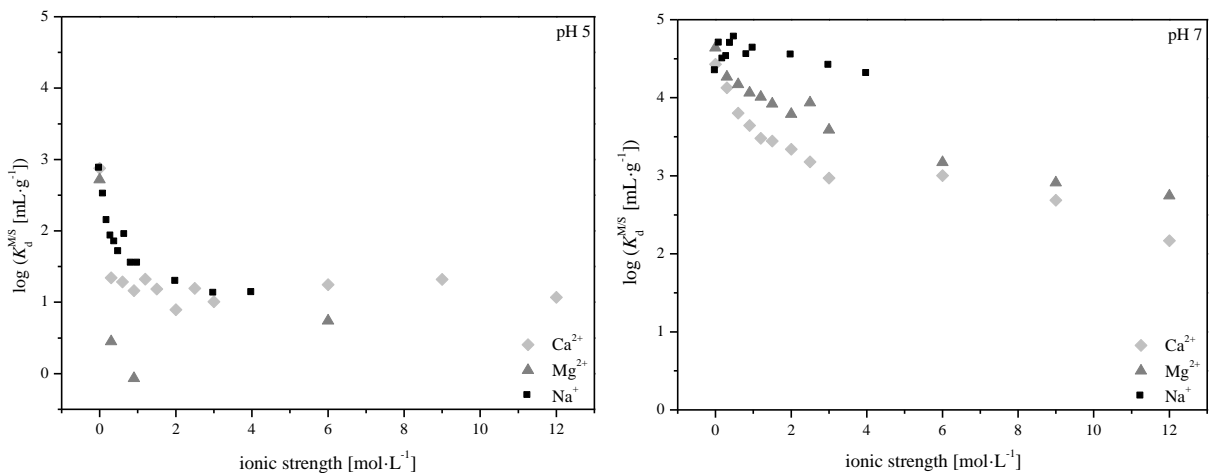 pH 5
5
4
3
2
1
0
log (K_d^{M/S} [mL·g^{-1}])
0 2 4 6 8 10 12
ionic strength [mol·L^{-1}]
Ca^{2+}
Mg^{2+}
Na^{+}
pH 7
5
4
3
2
1
0
log (K_d^{M/S} [mL·g^{-1}])
0 2 4 6 8 10 12
ionic strength [mol·L^{-1}]
Ca^{2+}
Mg^{2+}
Na^{+}